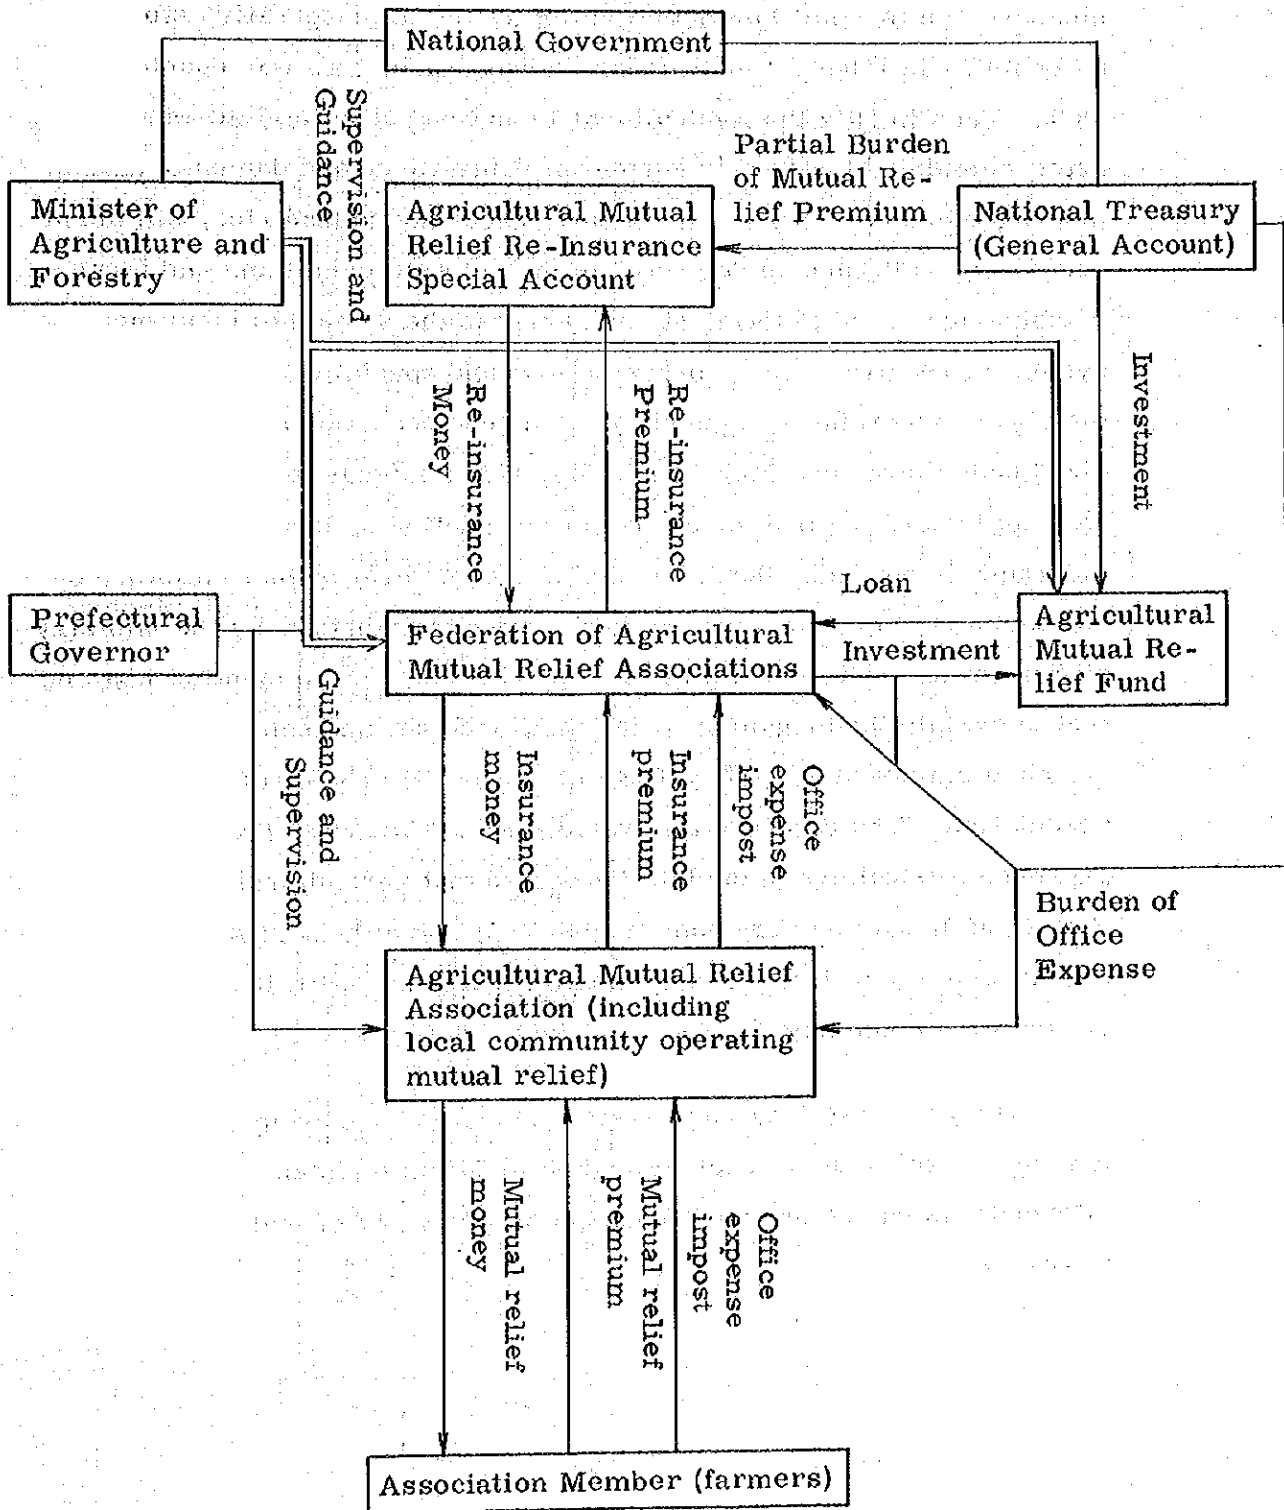 National Government
Supervision and
Guidance
Partial Burden
of Mutual Re-
lief Premium
Minister of
Agriculture and
Forestry
Agricultural Mutual
Relief Re-Insurance
Special Account
National Treasury
(General Account)
Re-insurance
Money
Re-insurance
Premium
Investment
Prefectural
Governor
Federation of Agricultural
Mutual Relief Associations
Loan
Investment
Agricultural
Mutual Re-
lief Fund
Guidance and
Supervision
Insurance
money
Insurance
premium
Office
expense
impost
Burden of
Office
Expense
Agricultural Mutual Relief
Association (including
local community operating
mutual relief)
Mutual relief
money
Mutual relief
premium
Office
expense
impost
Association Member (farmers)